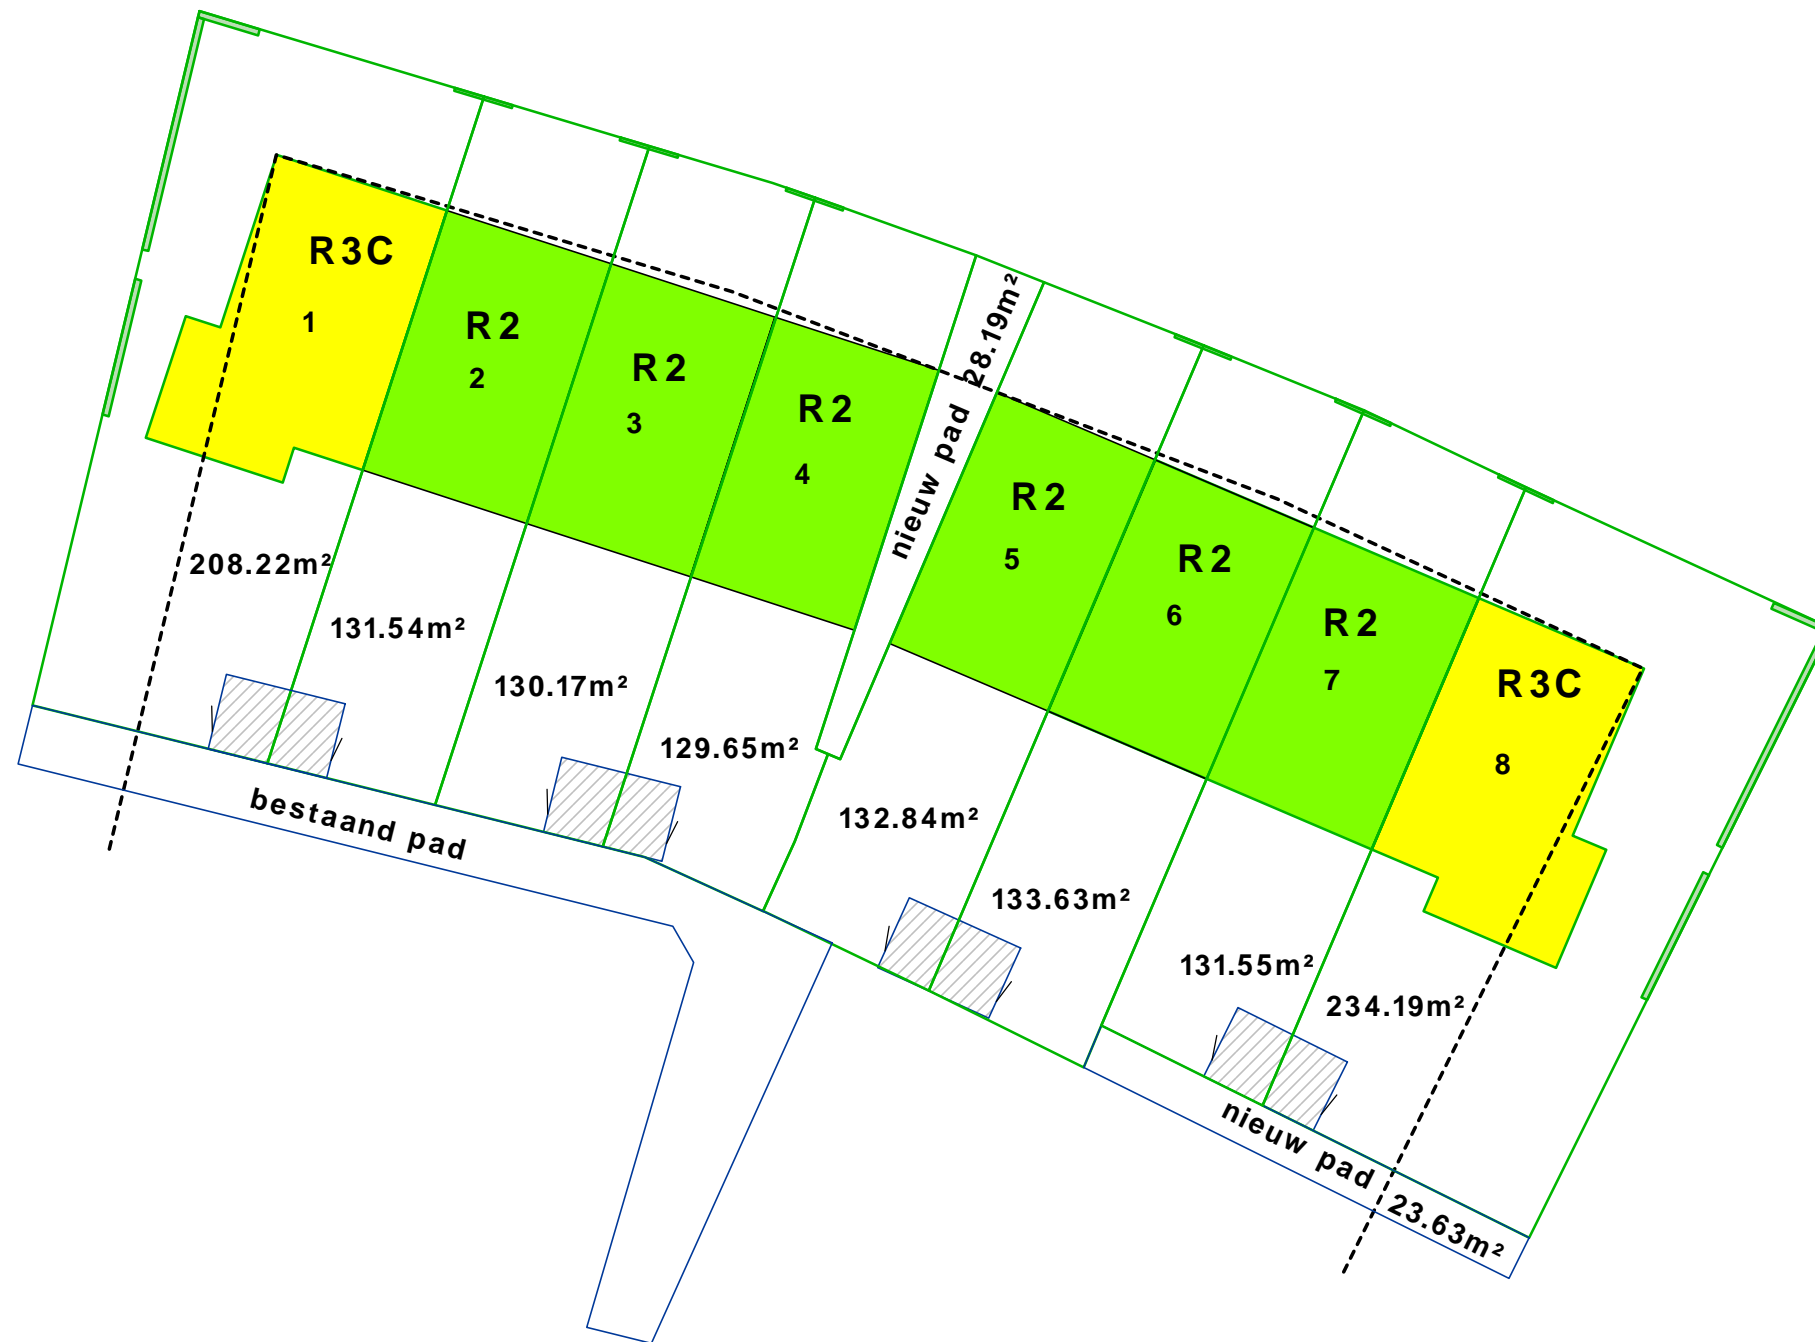 R3C
1
R2
2
R2
3
R2
4
nieuw pad 28.19m²
R2
5
R2
6
R2
7
R3C
8
208.22m²
131.54m²
130.17m²
129.65m²
132.84m²
133.63m²
131.55m²
234.19m²
bestaand pad
nieuw pad 23.63m²